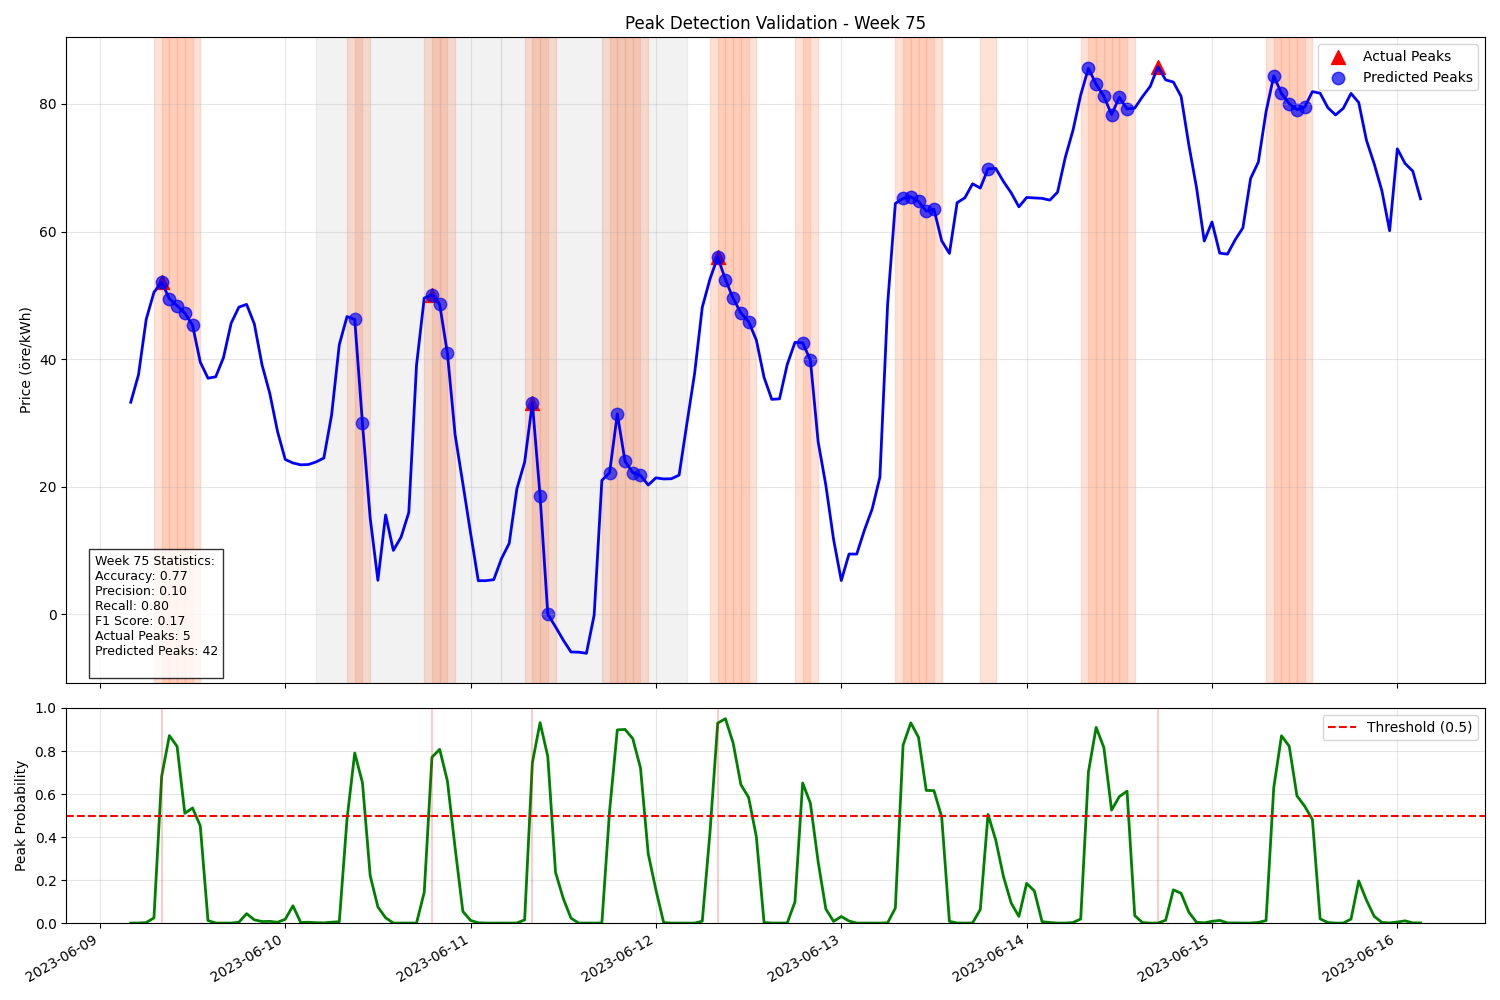 Peak Detection Validation - Week 75
Actual Peaks
Predicted Peaks
Price (öre/kWh)
80
60
40
20
0
Week 75 Statistics:
Accuracy: 0.77
Precision: 0.10
Recall: 0.80
F1 Score: 0.17
Actual Peaks: 5
Predicted Peaks: 42
Peak Probability
1.0
0.8
0.6
0.4
0.2
0.0
Threshold (0.5)
2023-06-09
2023-06-10
2023-06-11
2023-06-12
2023-06-13
2023-06-14
2023-06-15
2023-06-16